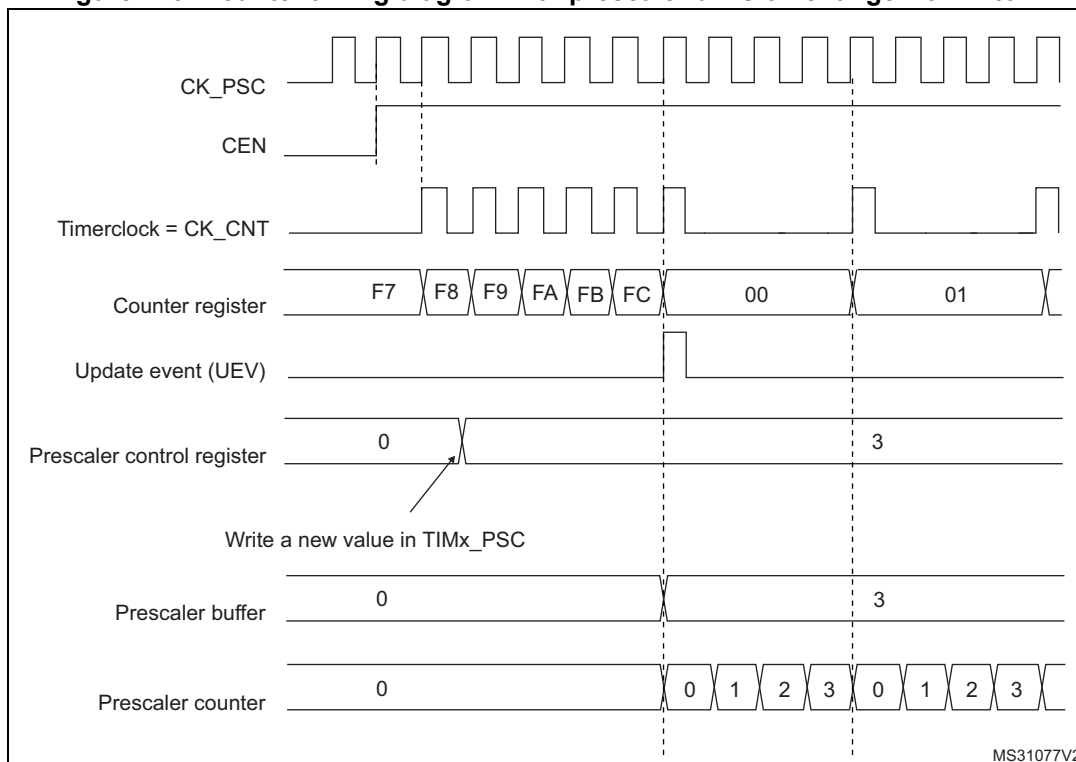 CK_PSC
CEN
Timerclock = CK_CNT
Counter register
F7 F8 F9 FA FB FC 00 01
Update event (UEV)
Prescaler control register
0 3
Write a new value in TIMx_PSC
Prescaler buffer
0 3
Prescaler counter
0 0 1 2 3 0 1 2 3
MS31077V2